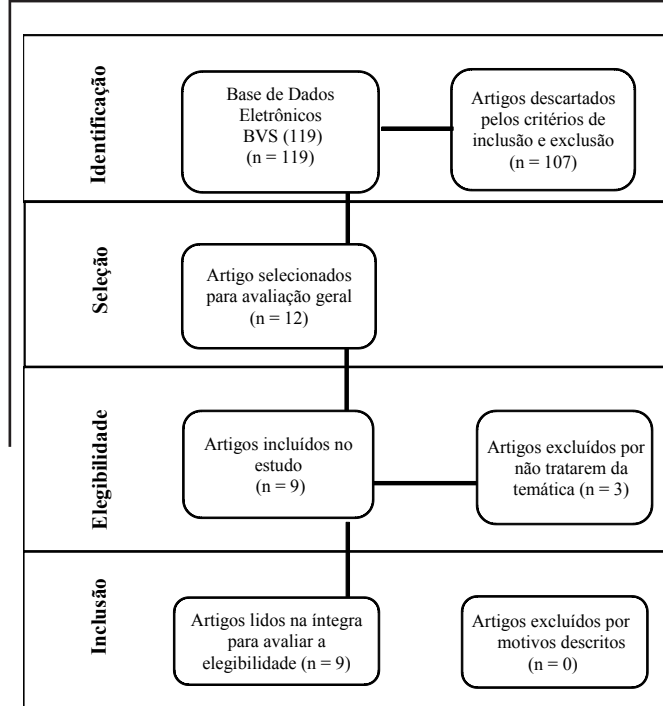 Identificação
Base de Dados
Eletrônicos
BVS (119)
(n = 119)
Artigos descartados
pelos critérios de
inclusão e exclusão
(n = 107)
Seleção
Artigo selecionados
para avaliação geral
(n = 12)
Elegibilidade
Artigos incluídos no
estudo
(n = 9)
Artigos excluídos por
não tratarem da
temática (n = 3)
Inclusão
Artigos lidos na íntegra
para avaliar a
elegibilidade (n = 9)
Artigos excluídos por
motivos descritos
(n = 0)